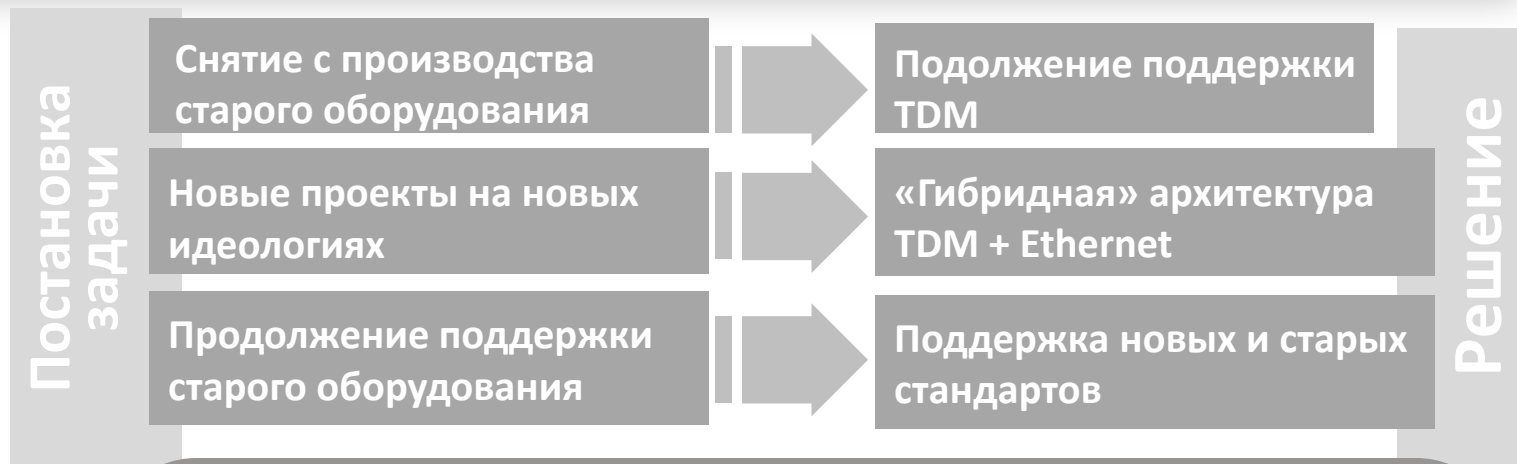 Постановка
задачи
Снятие с производства
старого оборудования
Подолжение поддержки
TDM
Новые проекты на новых
идеологиях
«Гибридная» архитектура
TDM + Ethernet
Продолжение поддержки
старого оборудования
Поддержка новых и старых
стандартов
Решение